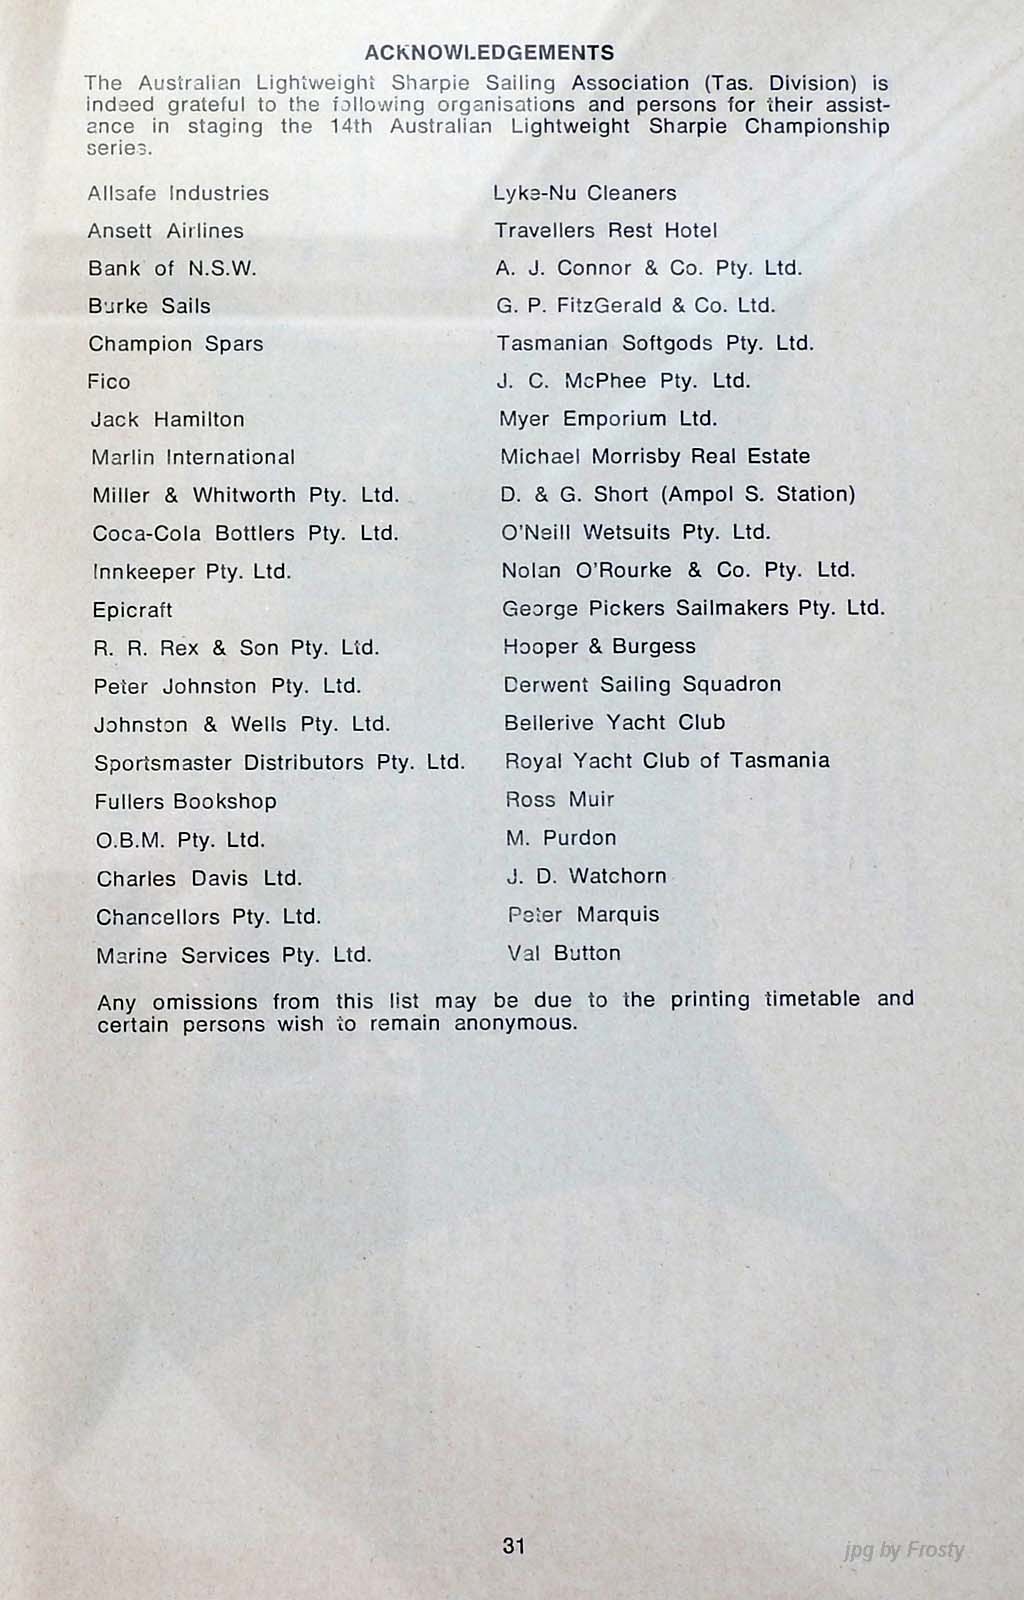 ACKNOWLEDGEMENTS
The Australian Lightweight Sharpie Sailing Association (Tas. Division) is
indeed grateful to the following organisations and persons for their assist-
ance in staging the 14th Australian Lightweight Sharpie Championship
series.
Allsafe Industries
Ansett Airlines
Bank of N.S.W.
Burke Sails
Champion Spars
Fico
Jack Hamilton
Marlin International
Miller & Whitworth Pty. Ltd.
Coca-Cola Bottlers Pty. Ltd.
Innkeeper Pty. Ltd.
Epicraft
R. R. Rex & Son Pty. Ltd.
Peter Johnston Pty. Ltd.
Johnston & Wells Pty. Ltd.
Sportsmaster Distributors Pty. Ltd.
Fullers Bookshop
O.B.M. Pty. Ltd.
Charles Davis Ltd.
Chancellors Pty. Ltd.
Marine Services Pty. Ltd.
Lyke-Nu Cleaners
Travellers Rest Hotel
A. J. Connor & Co. Pty. Ltd.
G. P. FitzGerald & Co. Ltd.
Tasmanian Softgods Pty. Ltd.
J. C. McPhee Pty. Ltd.
Myer Emporium Ltd.
Michael Morrisby Real Estate
D. & G. Short (Ampol S. Station)
O'Neill Wetsuits Pty. Ltd.
Nolan O'Rourke & Co. Pty. Ltd.
George Pickers Sailmakers Pty. Ltd.
Hooper & Burgess
Derwent Sailing Squadron
Bellerive Yacht Club
Royal Yacht Club of Tasmania
Ross Muir
M. Purdon
J. D. Watchorn
Peter Marquis
Val Button
Any omissions from this list may be due to the printing timetable and
certain persons wish to remain anonymous.
31
jpg by Frosty